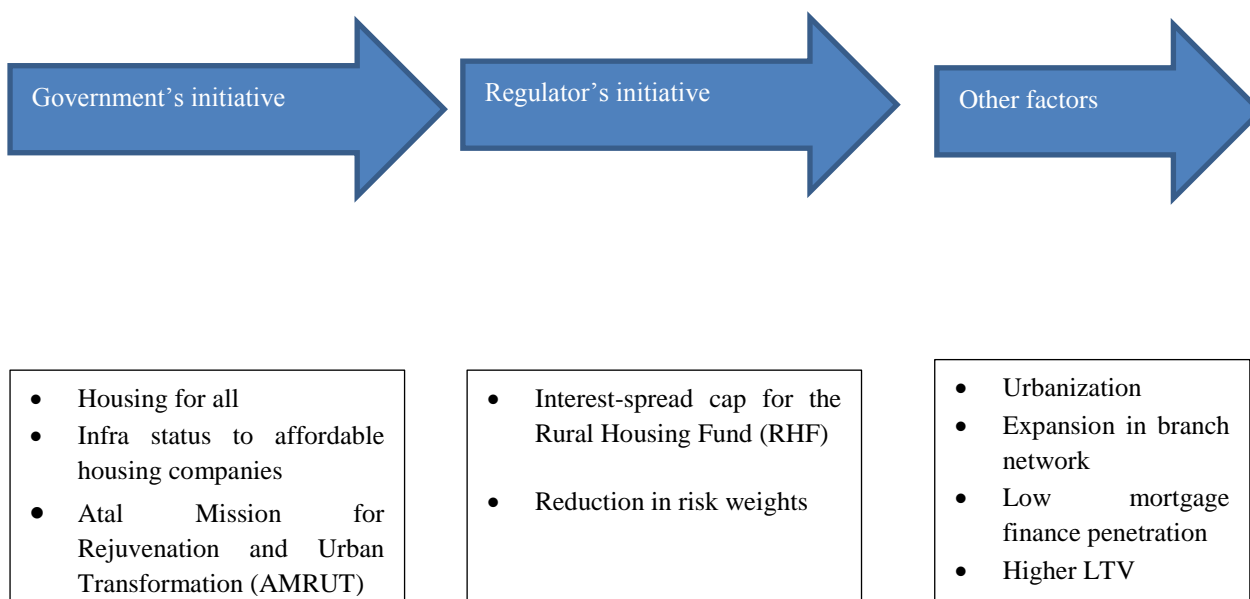 Government’s initiative
Regulator’s initiative
Other factors
• Housing for all
• Infra status to affordable
housing companies
• Atal Mission for
Rejuvenation and Urban
Transformation (AMRUT)
• Interest-spread cap for the
Rural Housing Fund (RHF)
• Reduction in risk weights
• Urbanization
• Expansion in branch
network
• Low mortgage
finance penetration
• Higher LTV